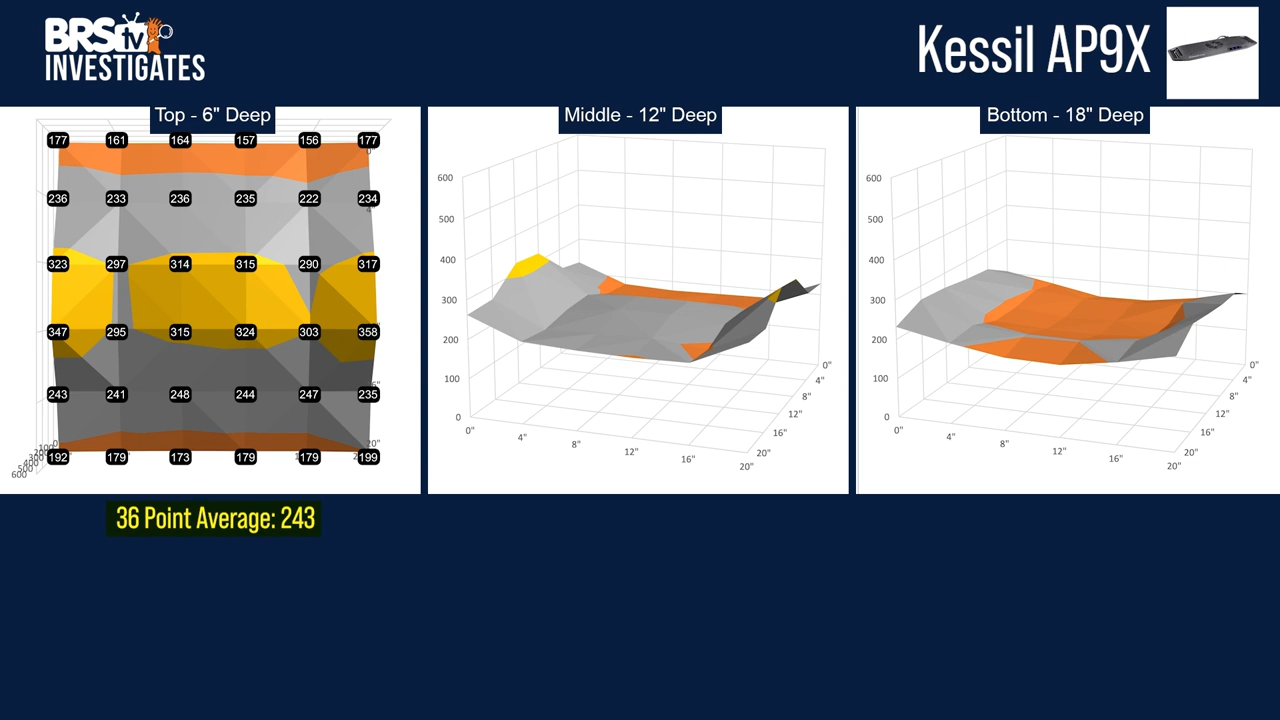 BRStv
INVESTIGATES
Kessil AP9X
Top - 6" Deep
177 161 164 157 156 177
236 233 236 235 222 234
323 297 314 315 290 317
347 295 315 324 303 358
243 241 248 244 247 235
192 179 173 179 179 199
600
36 Point Average: 243
Middle - 12" Deep
600
500
400
300
200
100
0
0" 4" 8" 12" 16" 20"
0"
4"
8"
12"
16"
20"
Bottom - 18" Deep
600
500
400
300
200
100
0
0" 4" 8" 12" 16" 20"
0"
4"
8"
12"
16"
20"